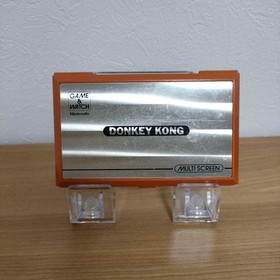 GAME
&
WATCH
Nintendo
DONKEY KONG
MULTI SCREEN